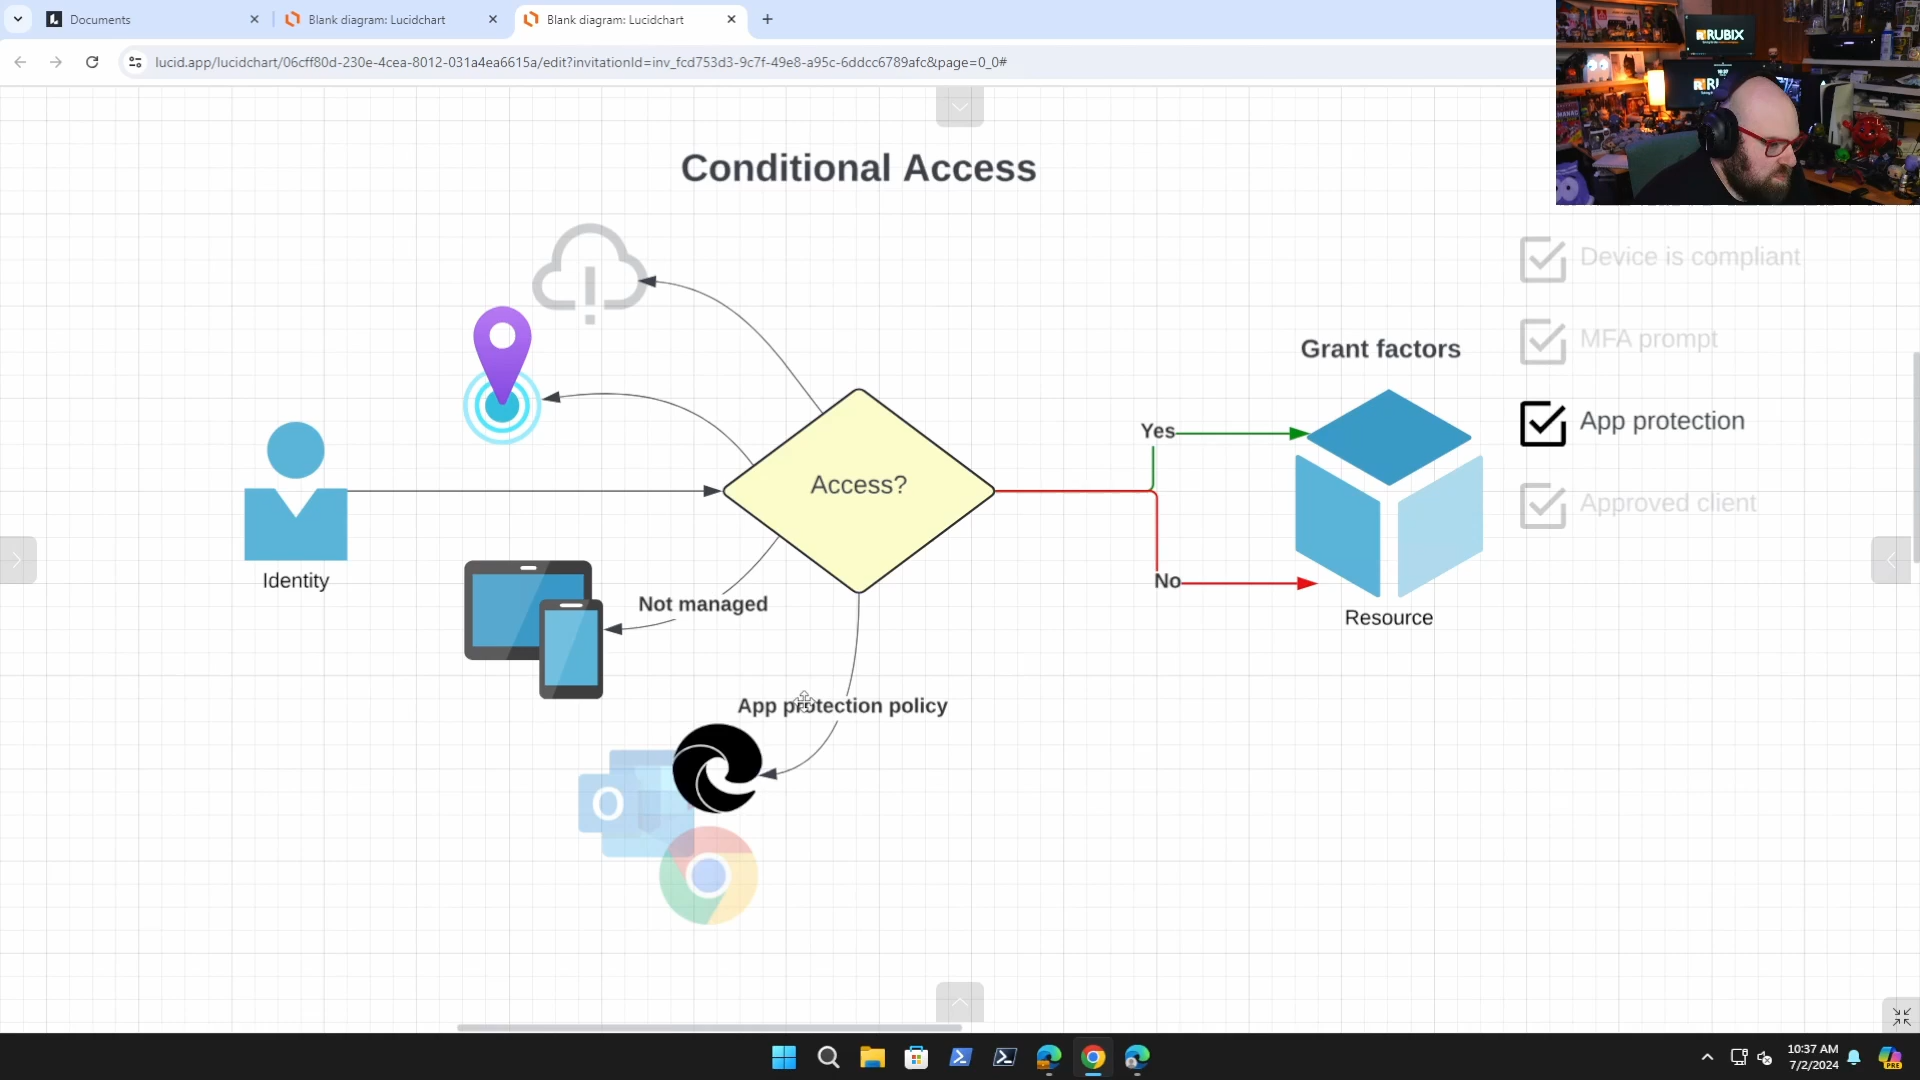 Documents
Blank diagram: Lucidchart
Blank diagram: Lucidchart
lucid.app/lucidchart/06cff80d-230e-4cea-8012-031a4ea6615a/edit?invitationId=inv_fcd753d3-9c7f-49e8-a95c-6ddcc6789afc&page=0_0#
RUBIX
Conditional Access
Device is compliant
MFA prompt
Grant factors
App protection
Yes
Access?
Approved client
Identity
No
Not managed
Resource
App protection policy
O
10:37 AM
7/2/2024
PRE